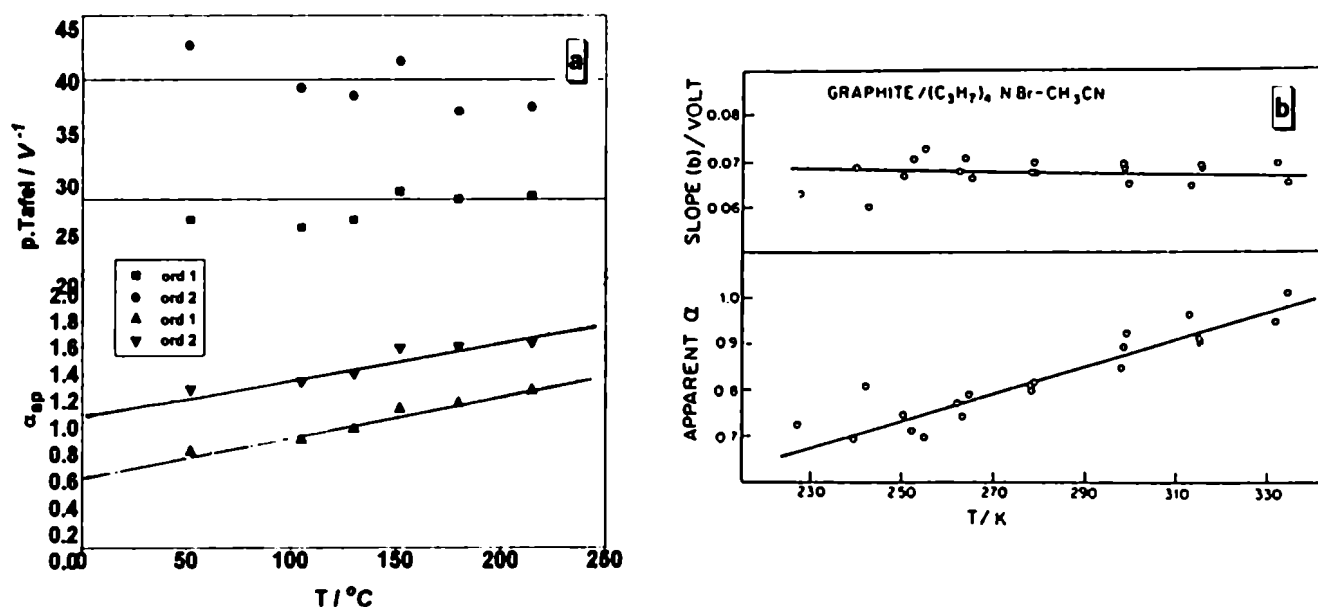 a
p.Tafel / V⁻¹
45
40
35
30
25
20
ord 1
ord 2
ord 1
ord 2
αap
2.0
1.8
1.6
1.4
1.2
1.0
0.8
0.6
0.4
0.2
0.0
0 50 100 150 200 250
T / °C
GRAPHITE/(C₃H₇)₄ NBr-CH₃CN
b
SLOPE (b)/VOLT
0.08
0.07
0.06
APPARENT α
1.0
0.9
0.8
0.7
230 250 270 290 310 330
T/K